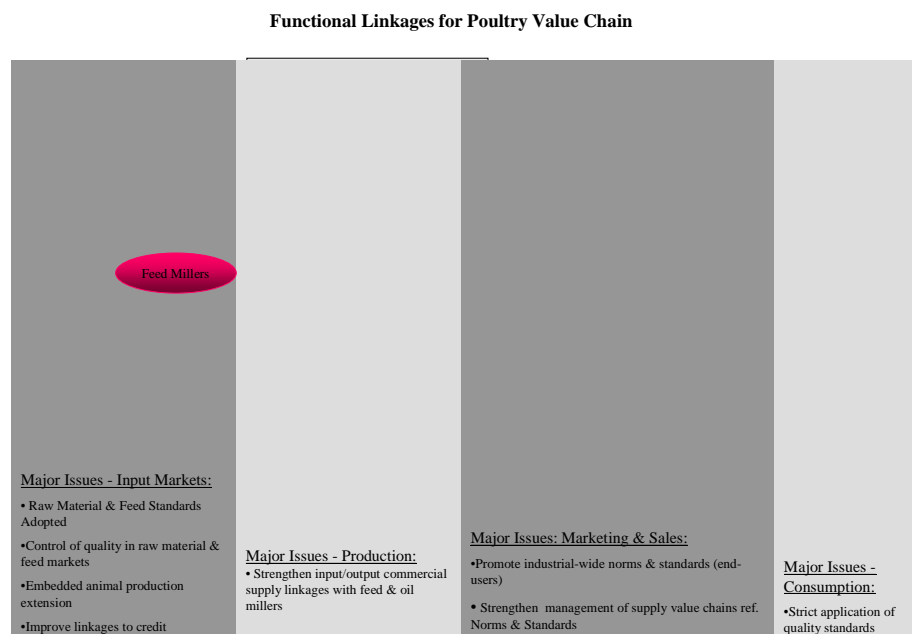 Functional Linkages for Poultry Value Chain
Feed Millers
Major Issues - Input Markets:
• Raw Material & Feed Standards
Adopted
•Control of quality in raw material &
feed markets
•Embedded animal production
extension
•Improve linkages to credit
Major Issues - Production:
• Strengthen input/output commercial
supply linkages with feed & oil
millers
Major Issues: Marketing & Sales:
•Promote industrial-wide norms & standards (end-
users)
• Strengthen management of supply value chains ref.
Norms & Standards
Major Issues -
Consumption:
•Strict application of
quality standards